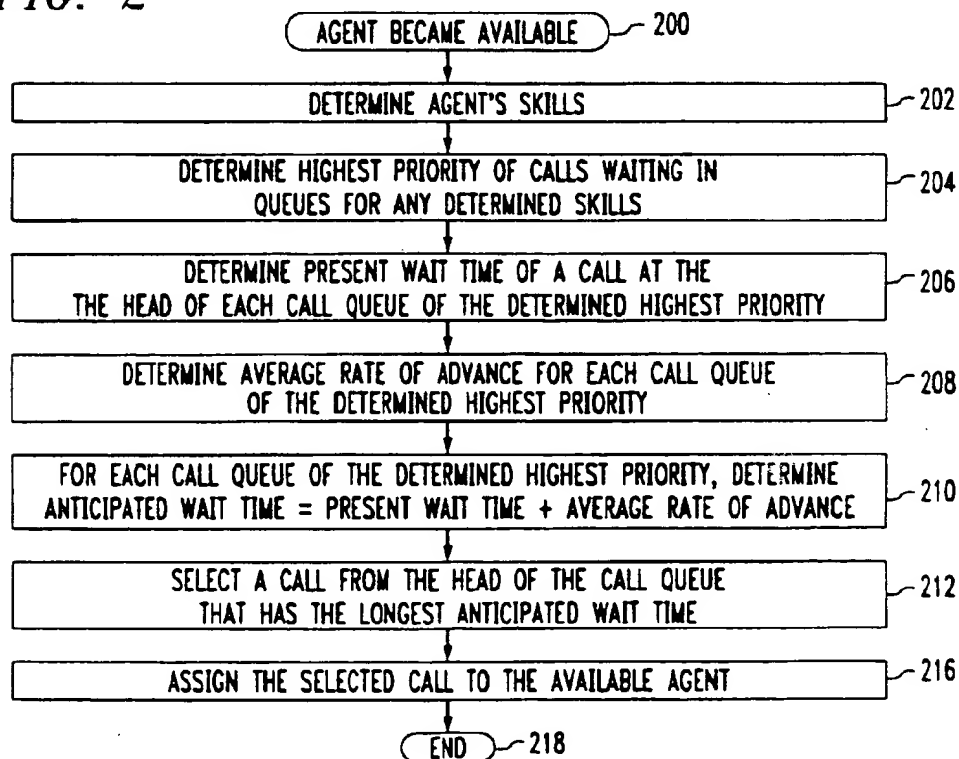 FIG. 2
AGENT BECAME AVAILABLE
200
DETERMINE AGENT'S SKILLS
202
DETERMINE HIGHEST PRIORITY OF CALLS WAITING IN
QUEUES FOR ANY DETERMINED SKILLS
204
DETERMINE PRESENT WAIT TIME OF A CALL AT THE
THE HEAD OF EACH CALL QUEUE OF THE DETERMINED HIGHEST PRIORITY
206
DETERMINE AVERAGE RATE OF ADVANCE FOR EACH CALL QUEUE
OF THE DETERMINED HIGHEST PRIORITY
208
FOR EACH CALL QUEUE OF THE DETERMINED HIGHEST PRIORITY, DETERMINE
ANTICIPATED WAIT TIME = PRESENT WAIT TIME + AVERAGE RATE OF ADVANCE
210
SELECT A CALL FROM THE HEAD OF THE CALL QUEUE
THAT HAS THE LONGEST ANTICIPATED WAIT TIME
212
ASSIGN THE SELECTED CALL TO THE AVAILABLE AGENT
216
END
218